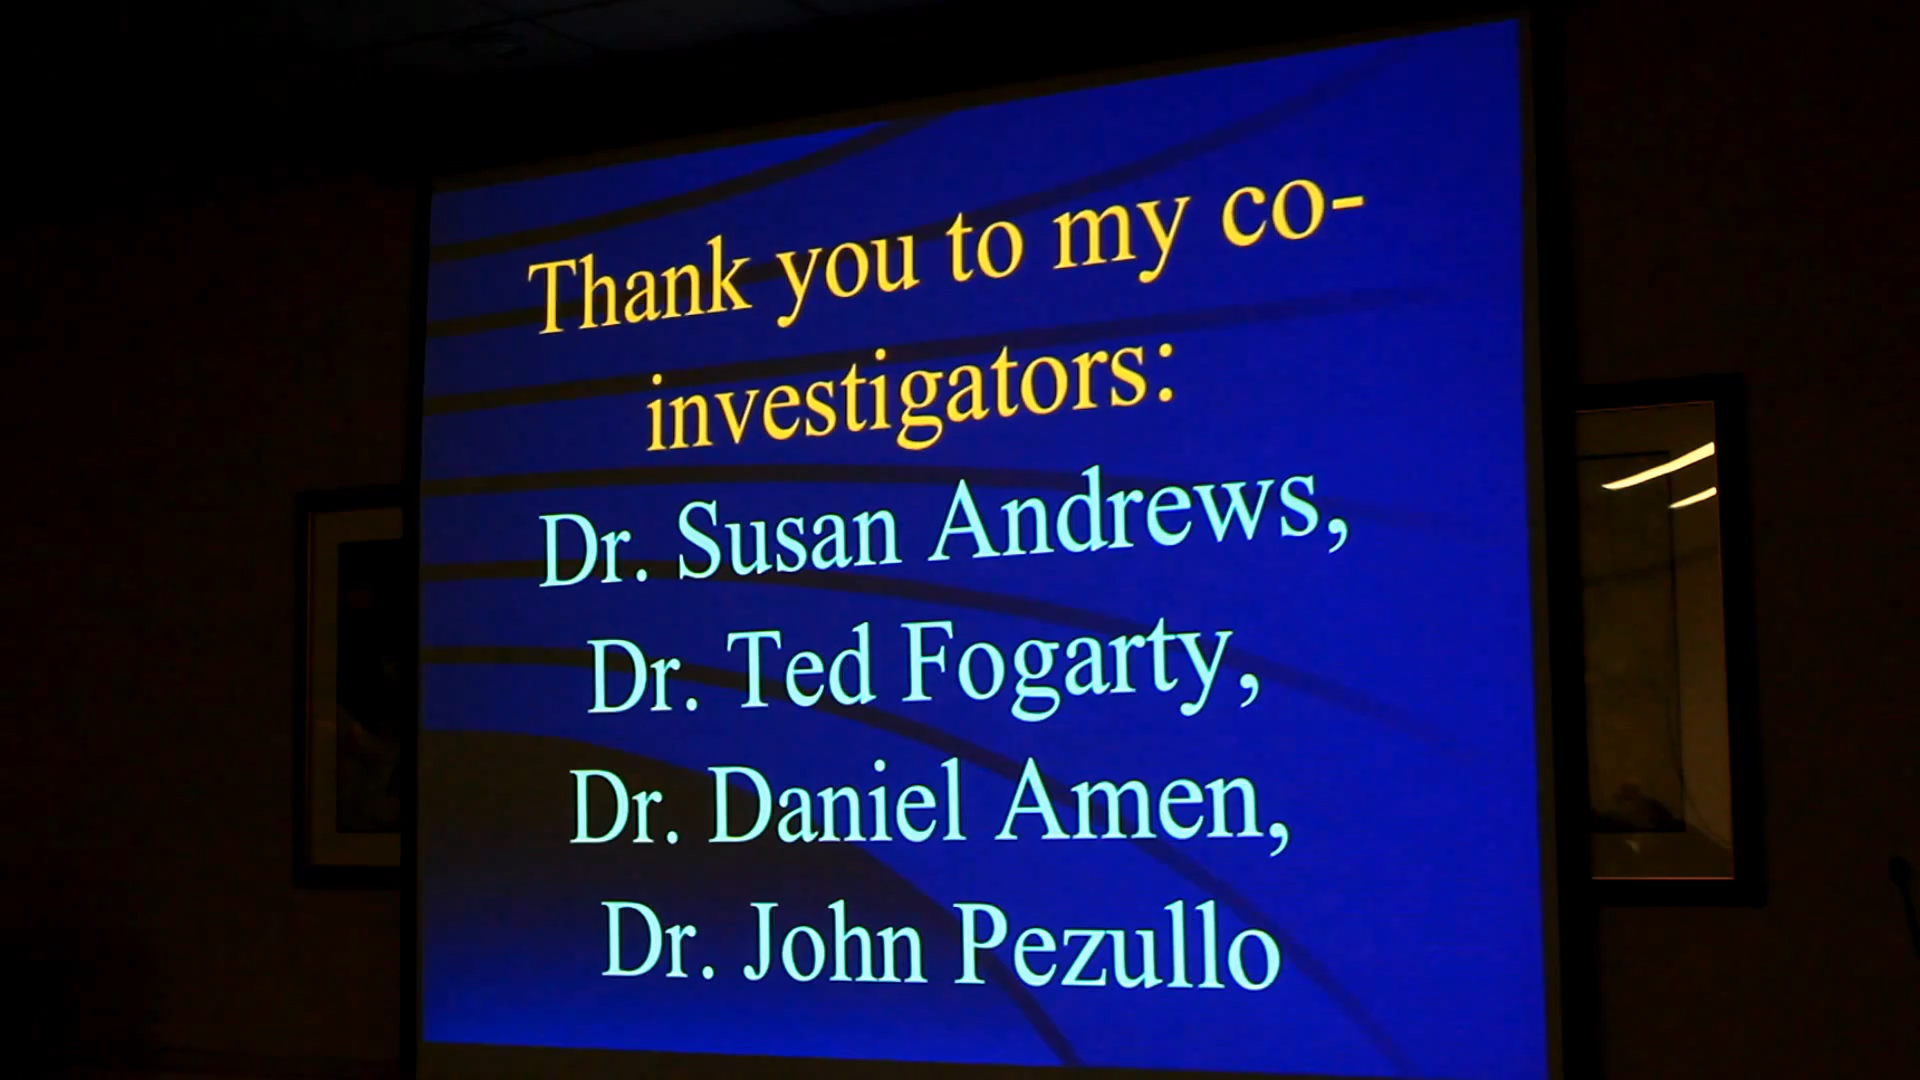 Thank you to my co-
investigators:
Dr. Susan Andrews,
Dr. Ted Fogarty,
Dr. Daniel Amen,
Dr. John Pezullo